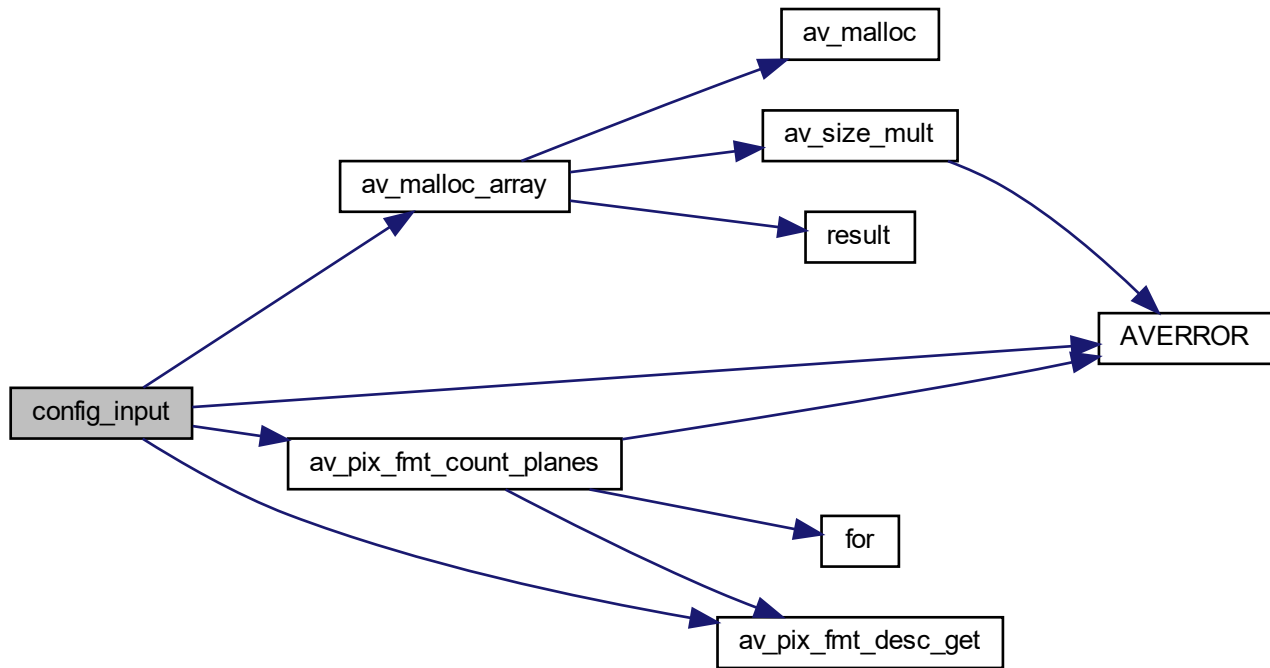 av_malloc
av_size_mult
av_malloc_array
result
AVERROR
config_input
av_pix_fmt_count_planes
for
av_pix_fmt_desc_get